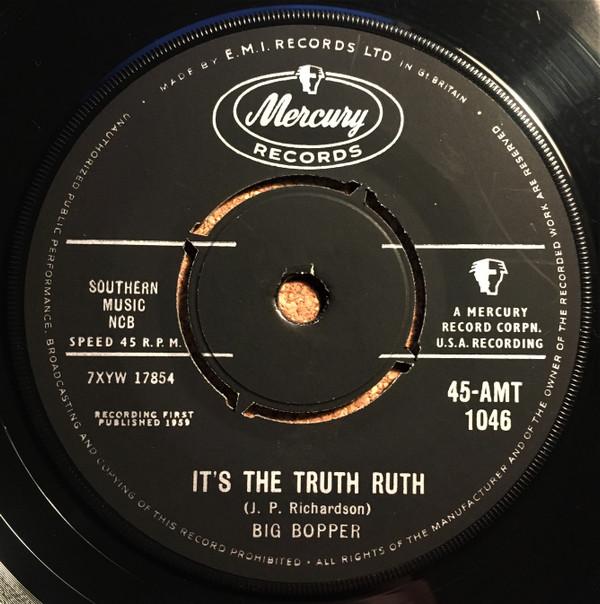 MADE BY E.M.I. RECORDS LTD IN GT BRITAIN
Mercury
RECORDS
SOUTHERN
MUSIC
NCB
SPEED 45 R.P.M.
A MERCURY
RECORD CORPN.
U.S.A. RECORDING
7XYW 17854
RECORDING FIRST
PUBLISHED 1959
45-AMT
1046
IT'S THE TRUTH RUTH
(J. P. Richardson)
BIG BOPPER
UNAUTHORIZED PUBLIC PERFORMANCE, BROADCASTING AND COPYING OF THIS RECORD PROHIBITED • ALL RIGHTS OF THE MANUFACTURER AND OF THE OWNER OF THE RECORDED WORK ARE RESERVED